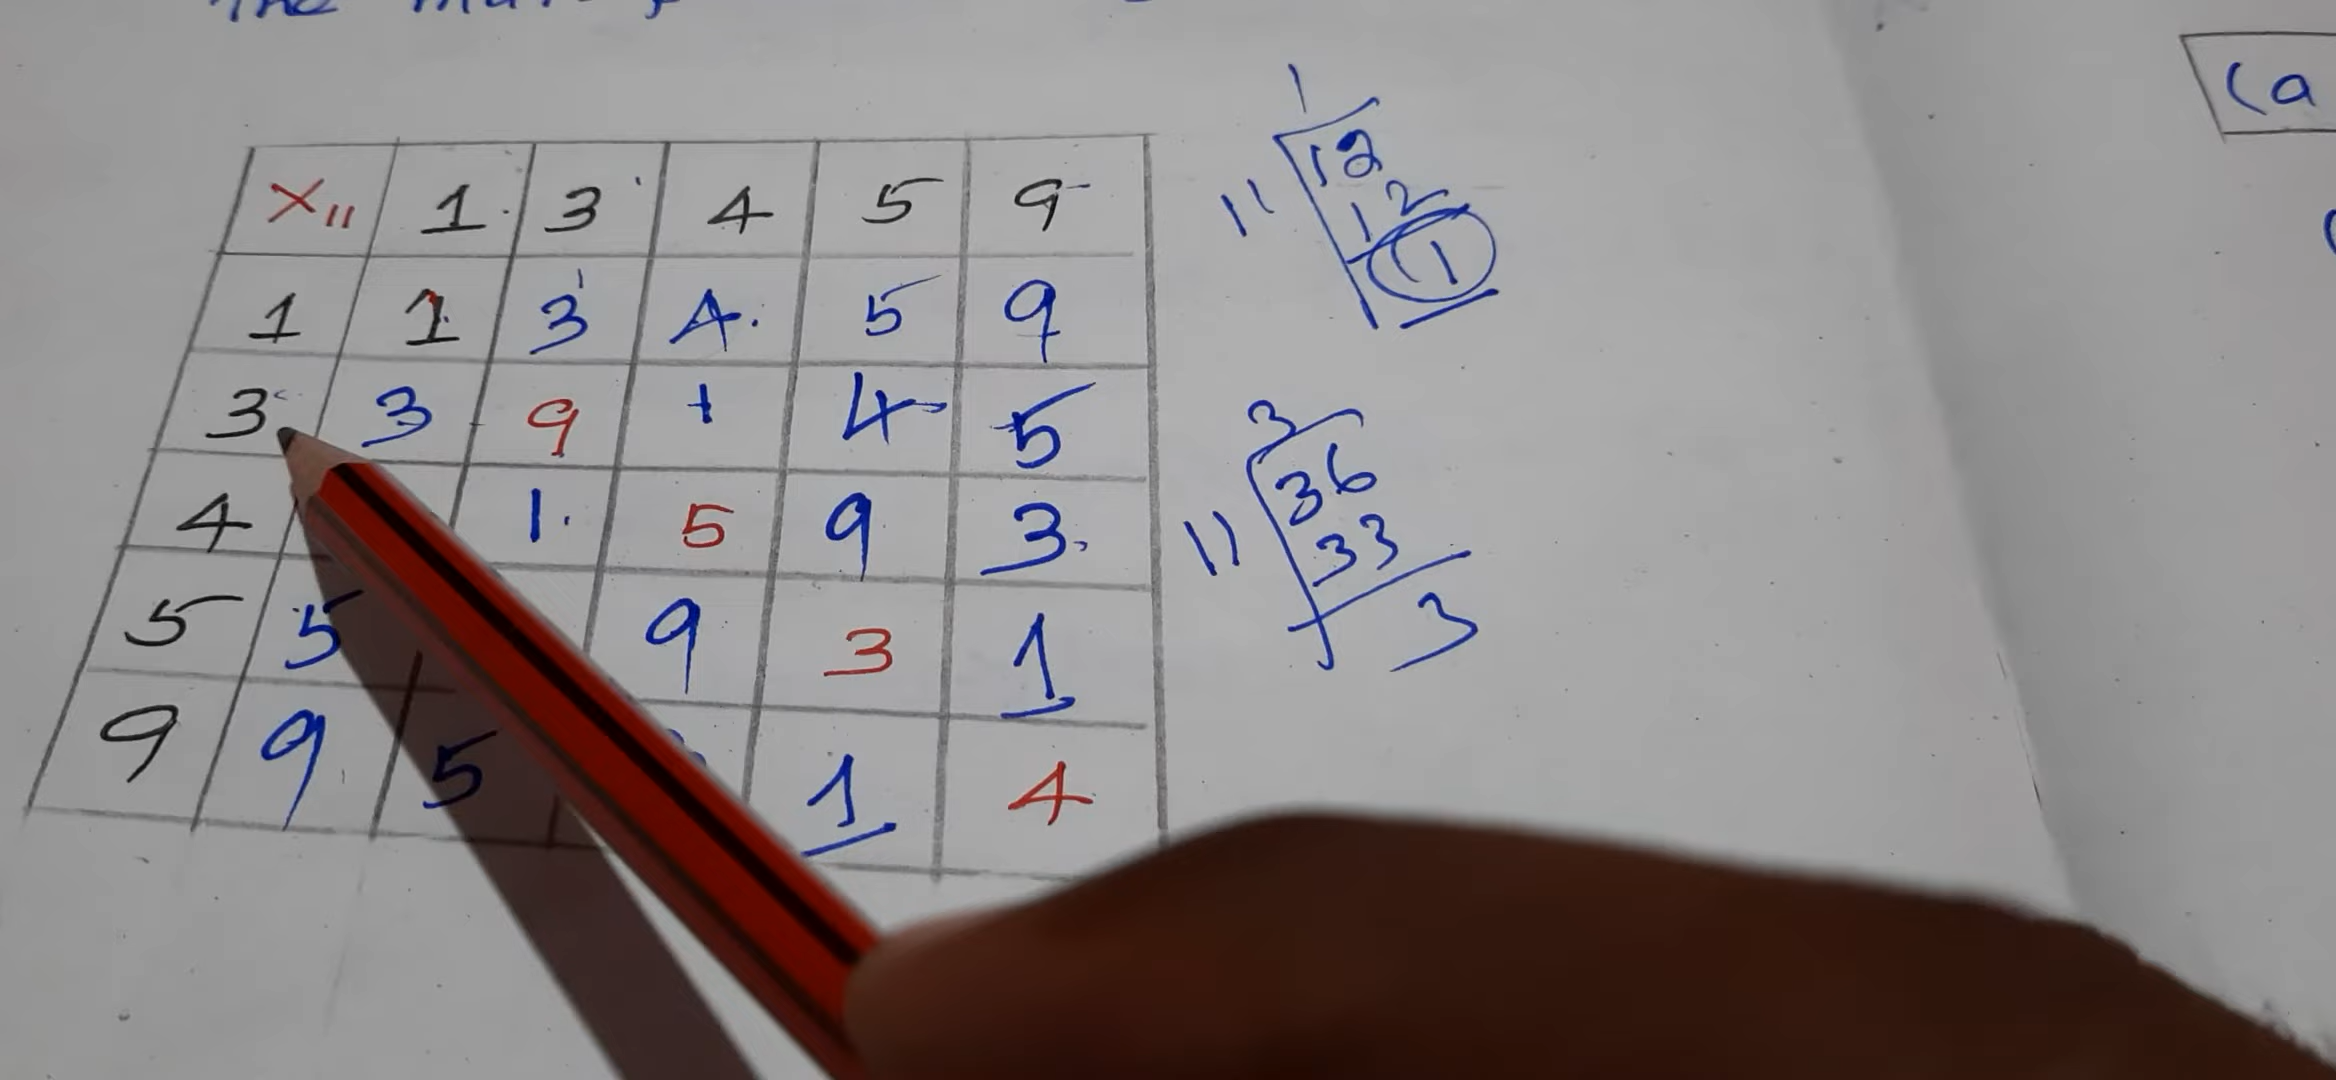 The
(a
X11 1 3 4 5 9
1 1 3 4 5 9
3 3 9 1 4 5
4 1 5 9 3
5 5 9 3 1
9 9 5 1 4
1
11 12
12
1
3
11 36
33
3